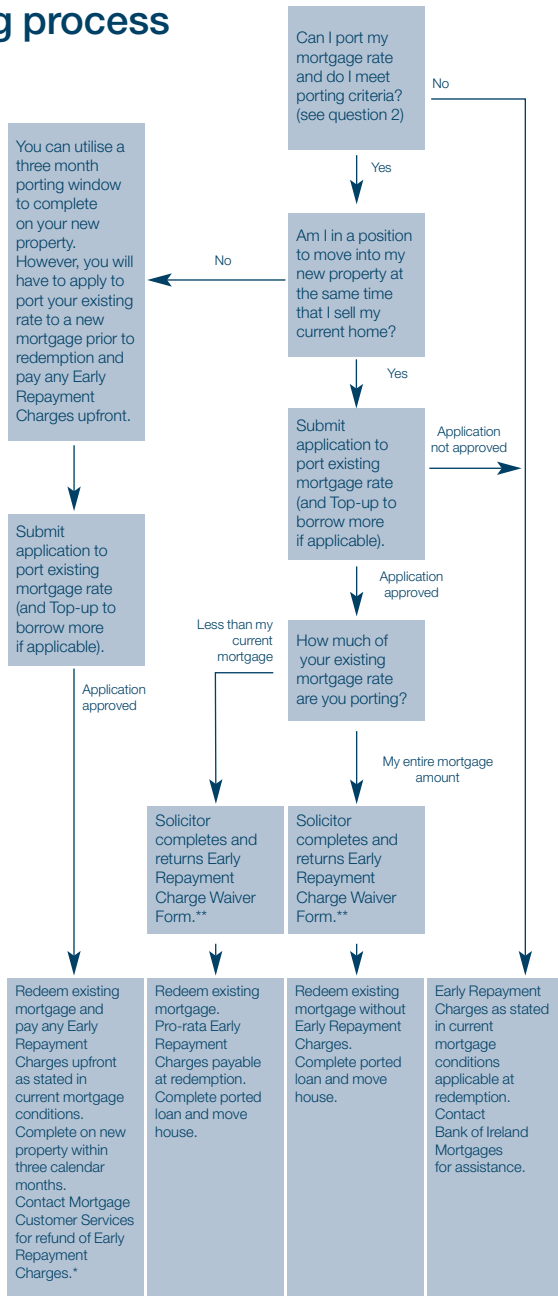 g process
Can I port my
mortgage rate
and do I meet
porting criteria?
(see question 2)
No
Yes
You can utilise a
three month
porting window
to complete
on your new
property.
However, you will
have to apply to
port your existing
rate to a new
mortgage prior to
redemption and
pay any Early
Repayment
Charges upfront.
No
Am I in a position
to move into my
new property at
the same time
that I sell my
current home?
Yes
Submit
application to
port existing
mortgage rate
(and Top-up to
borrow more
if applicable).
Application
not approved
Application
approved
Submit
application to
port existing
mortgage rate
(and Top-up to
borrow more
if applicable).
Application
approved
Less than my
current
mortgage
How much of
your existing
mortgage rate
are you porting?
My entire mortgage
amount
Solicitor
completes and
returns Early
Repayment
Charge Waiver
Form.**
Solicitor
completes and
returns Early
Repayment
Charge Waiver
Form.**
Redeem existing
mortgage and
pay any Early
Repayment
Charges upfront
as stated in
current mortgage
conditions.
Complete on new
property within
three calendar
months.
Contact Mortgage
Customer Services
for refund of Early
Repayment
Charges.*
Redeem existing
mortgage.
Pro-rata Early
Repayment
Charges payable
at redemption.
Complete ported
loan and move
house.
Redeem existing
mortgage without
Early Repayment
Charges.
Complete ported
loan and move
house.
Early Repayment
Charges as stated
in current
mortgage
conditions
applicable at
redemption.
Contact
Bank of Ireland
Mortgages
for assistance.